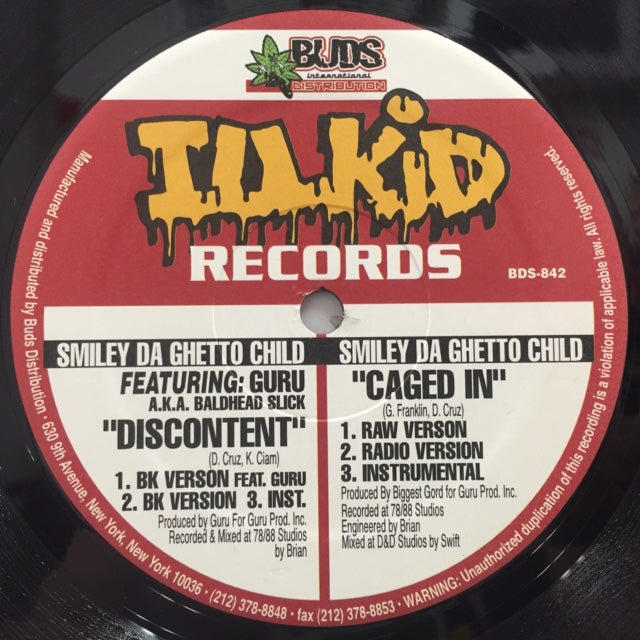 BUDS
international
DISTRIBUTION
ILL KID
RECORDS
BDS-842
SMILEY DA GHETTO CHILD
FEATURING: GURU
A.K.A. BALDHEAD SLICK
"DISCONTENT"
(D. Cruz, K. Ciam)
1. BK VERSON FEAT. GURU
2. BK VERSION 3. INST.
Produced by Guru For Guru Prod. Inc.
Recorded & Mixed at 78/88 Studios
by Brian
SMILEY DA GHETTO CHILD
"CAGED IN"
(G. Franklin, D. Cruz)
1. RAW VERSON
2. RADIO VERSION
3. INSTRUMENTAL
Produced By Biggest Gord for Guru Prod. Inc.
Recorded at 78/88 Studios
Engineered by Brian
Mixed at D&D Studios by Swift
Manufactured and distributed by Buds Distribution • 630 9th Avenue, New York, New York 10036 • (212) 378-8848 • fax (212) 378-8853 • WARNING: Unauthorized duplication of this recording is a violation of applicable law. All rights reserved.